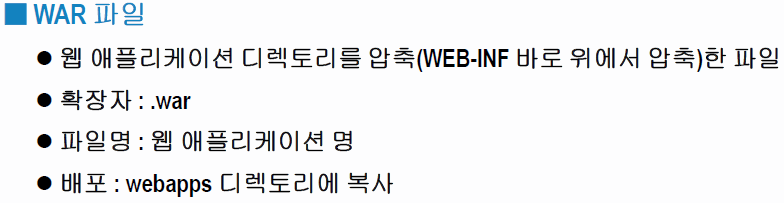 ■ WAR 파일
● 웹 애플리케이션 디렉토리를 압축(WEB-INF 바로 위에서 압축)한 파일
● 확장자 : .war
● 파일명 : 웹 애플리케이션 명
● 배포 : webapps 디렉토리에 복사